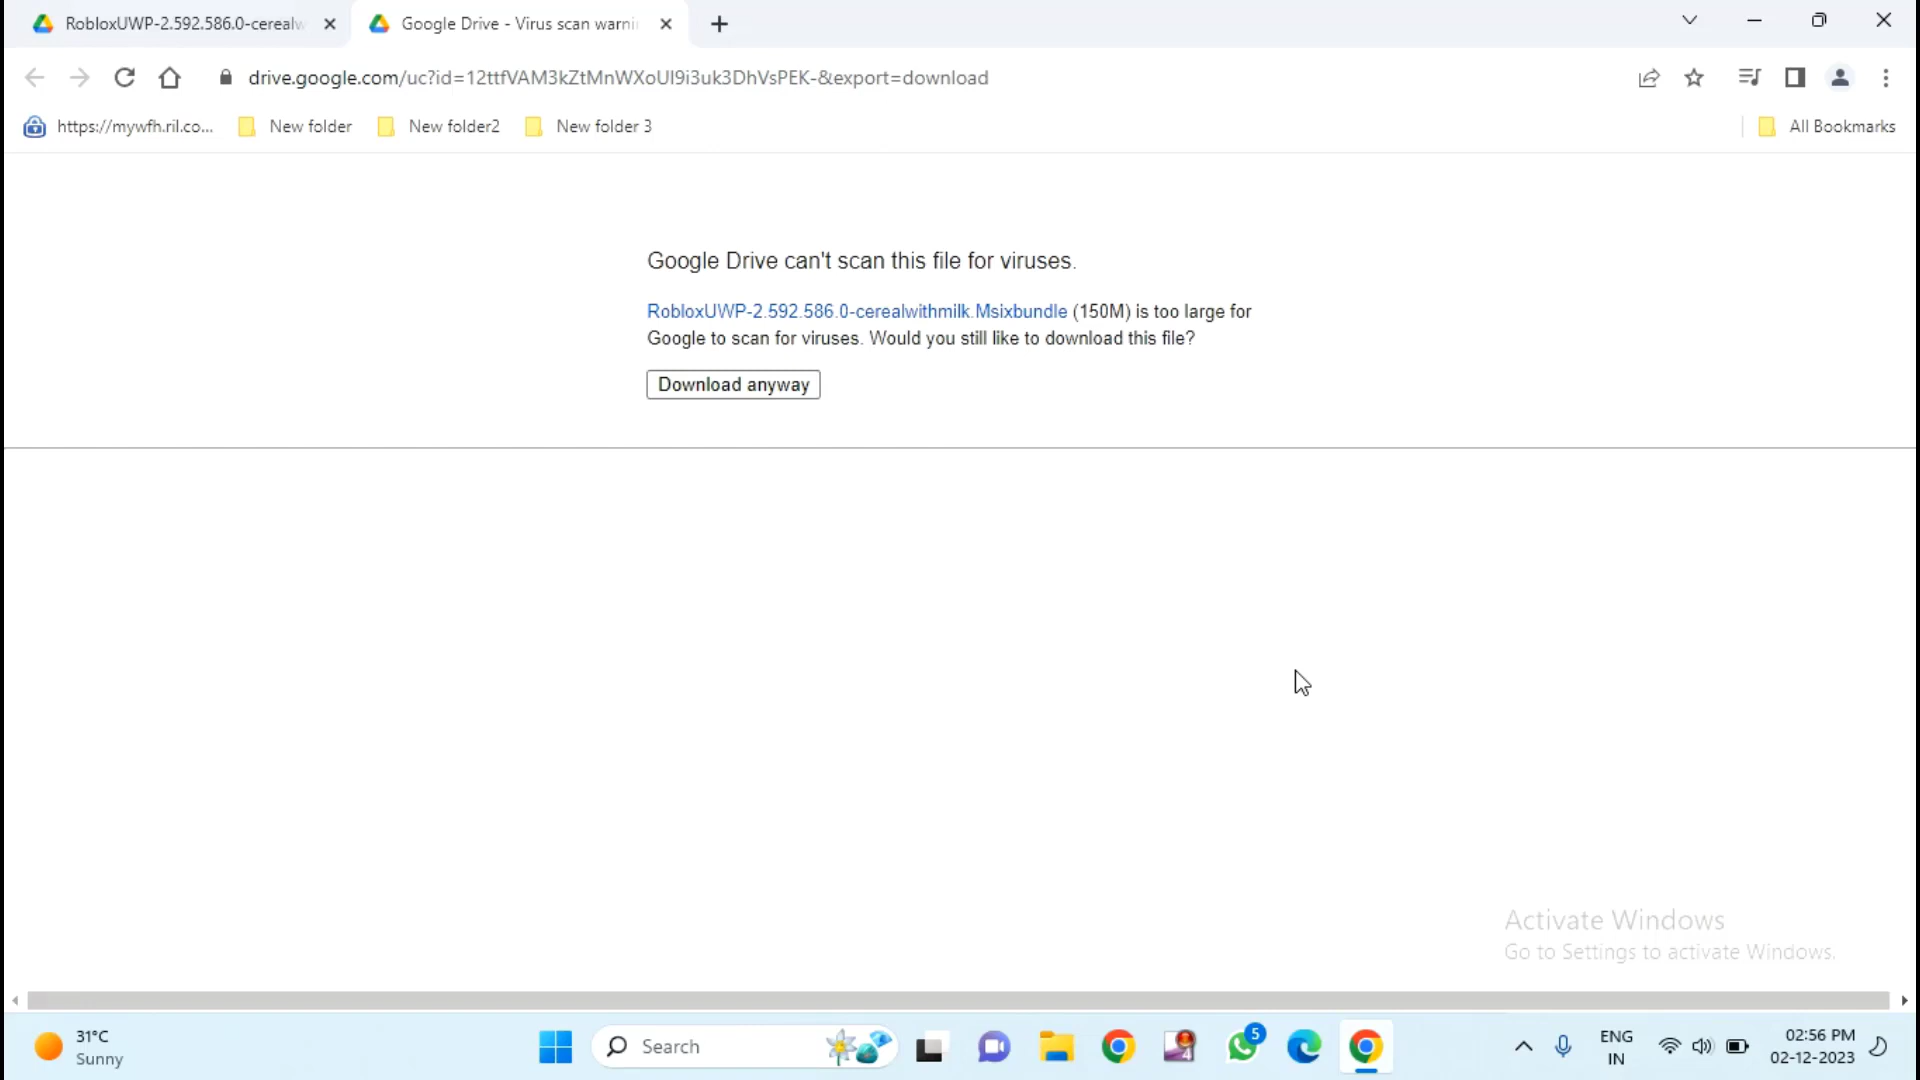 RobloxUWP-2.592.586.0-cerealw
Google Drive - Virus scan warni
drive.google.com/uc?id=12ttfVAM3kZtMnWXoUI9i3uk3DhVsPEK-&export=download
https://mywfh.ril.co...
New folder
New folder2
New folder 3
All Bookmarks
Google Drive can't scan this file for viruses.
RobloxUWP-2.592.586.0-cerealwithmilk.Msixbundle (150M) is too large for
Google to scan for viruses. Would you still like to download this file?
Download anyway
Activate Windows
Go to Settings to activate Windows.
31°C
Sunny
Search
4
5
ENG
IN
02:56 PM
02-12-2023